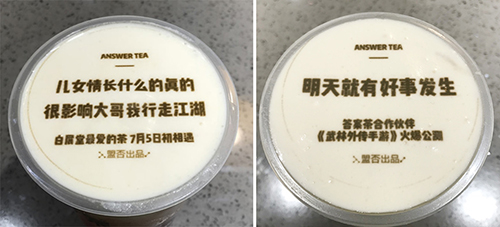 ANSWER TEA
儿女情长什么的真的
很影响大哥我行走江湖
白展堂最爱的茶 7月5日初相遇
盟否出品
ANSWER TEA
明天就有好事发生
答案茶合作伙伴
《武林外传手游》火爆公测
盟否出品